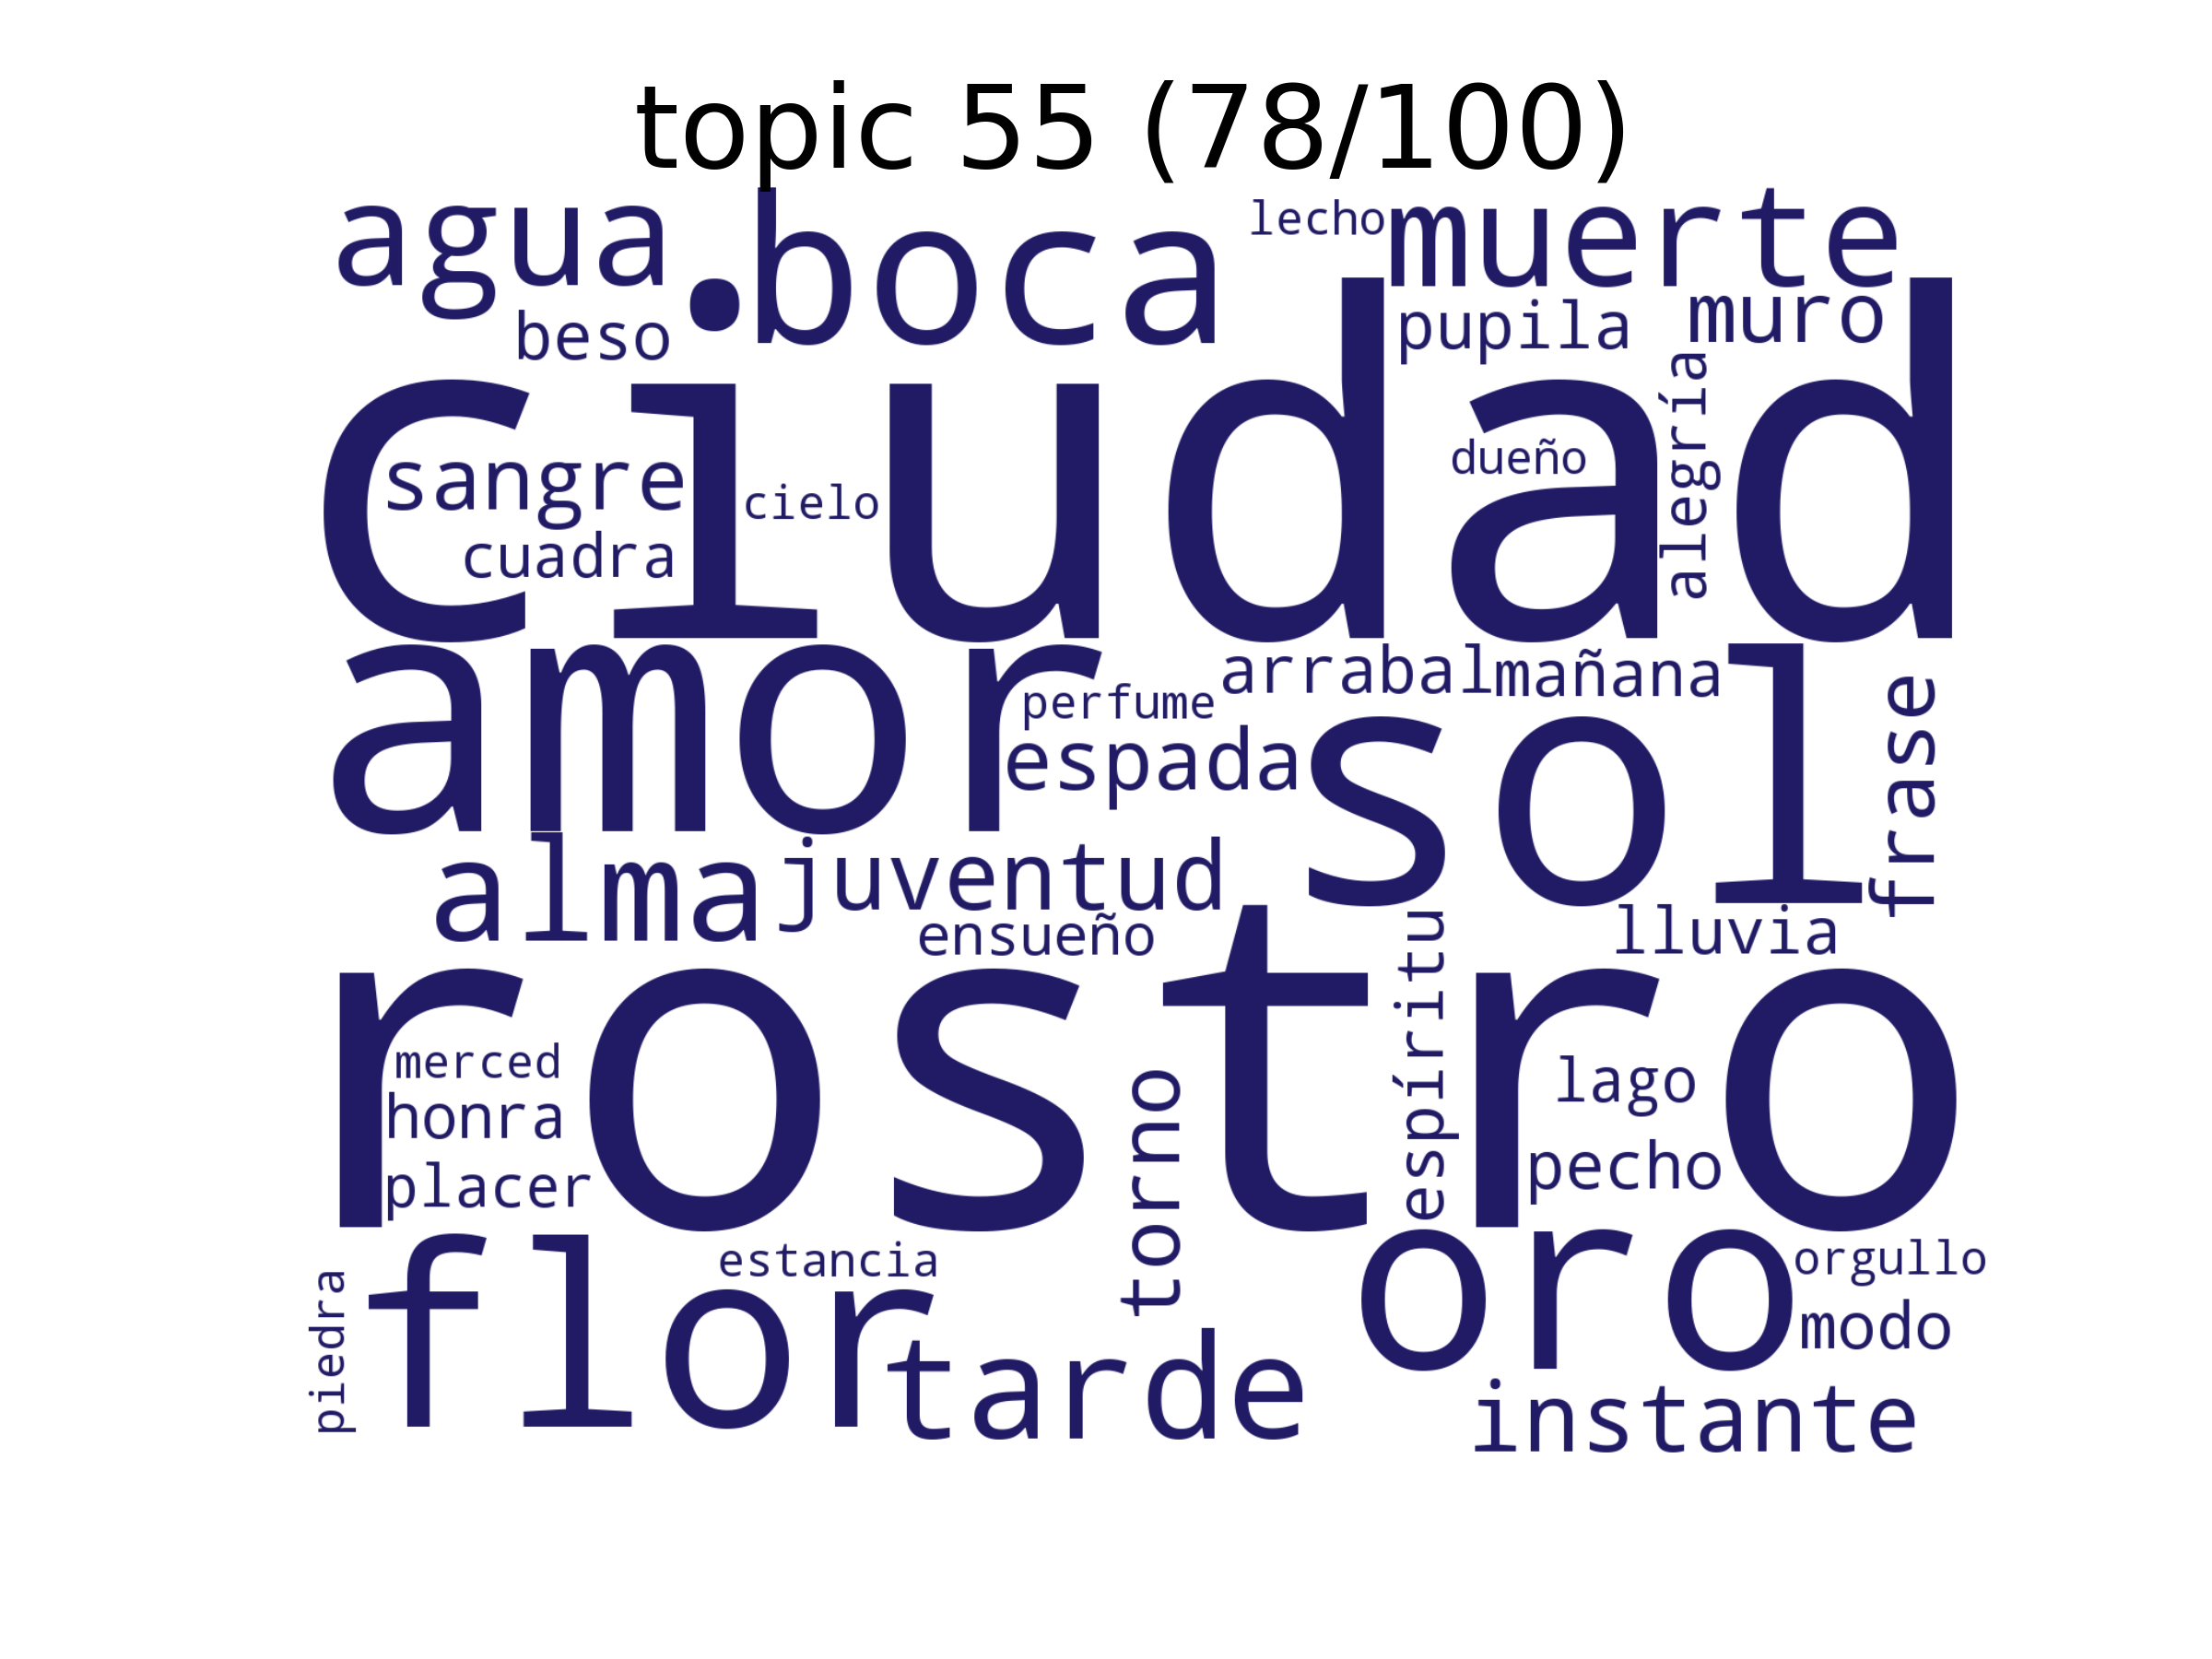 topic 55 (78/100)
agua boca lecho muerte
beso pupila muro
ciudad
sangre cielo dueño alegría
cuadra
amor perfume arrabal mañana
espada sol frase
alma juventud
ensueño espíritu lluvia
rostro
merced lago
honra torno pecho
placer
flor estancia oro orgullo
piedra modo
tarde instante